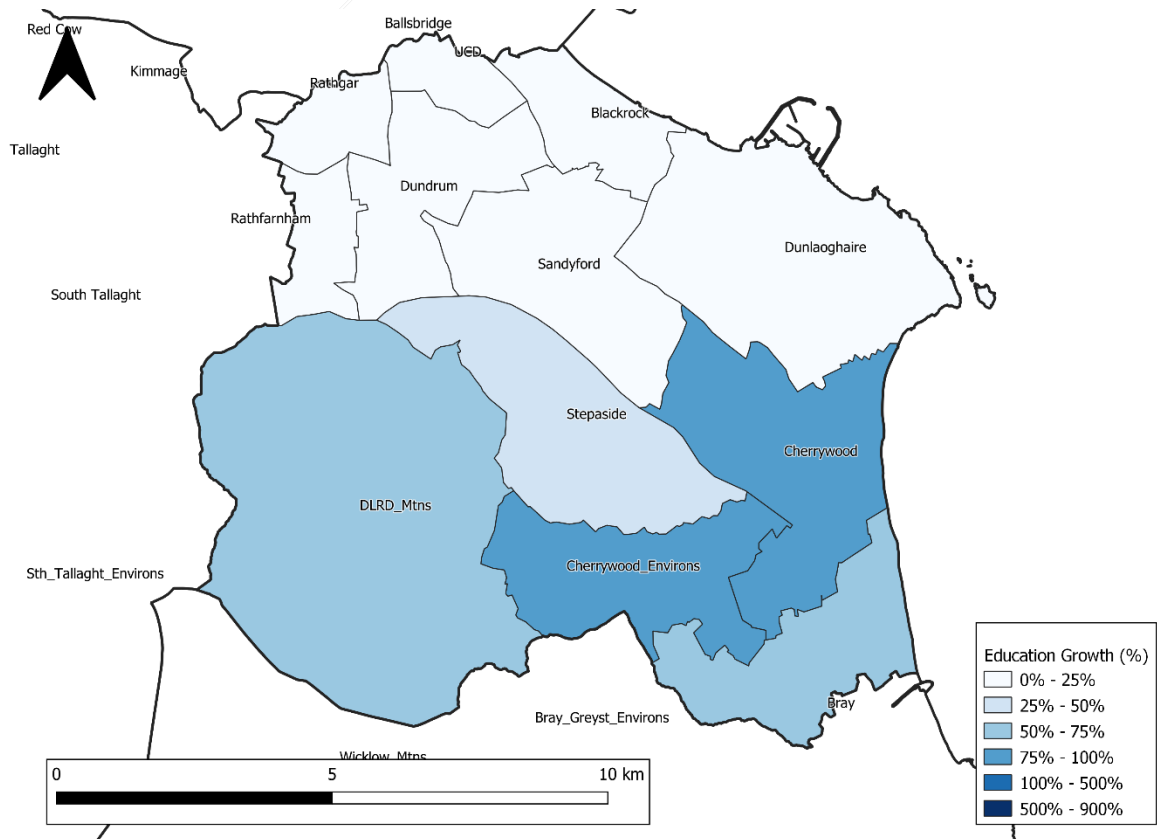 Red Cow
Ballsbridge
UCD
Kimmage
Rathgar
Blackrock
Tallaght
Dundrum
Rathfarnham
Dunlaoghaire
Sandyford
South Tallaght
Stepaside
Cherrywood
DLRD_Mtns
Cherrywood_Environs
Sth_Tallaght_Environs
Bray
Bray_Greyst_Environs
Wicklow_Mtns
0 5 10 km
Education Growth (%)
0% - 25%
25% - 50%
50% - 75%
75% - 100%
100% - 500%
500% - 900%